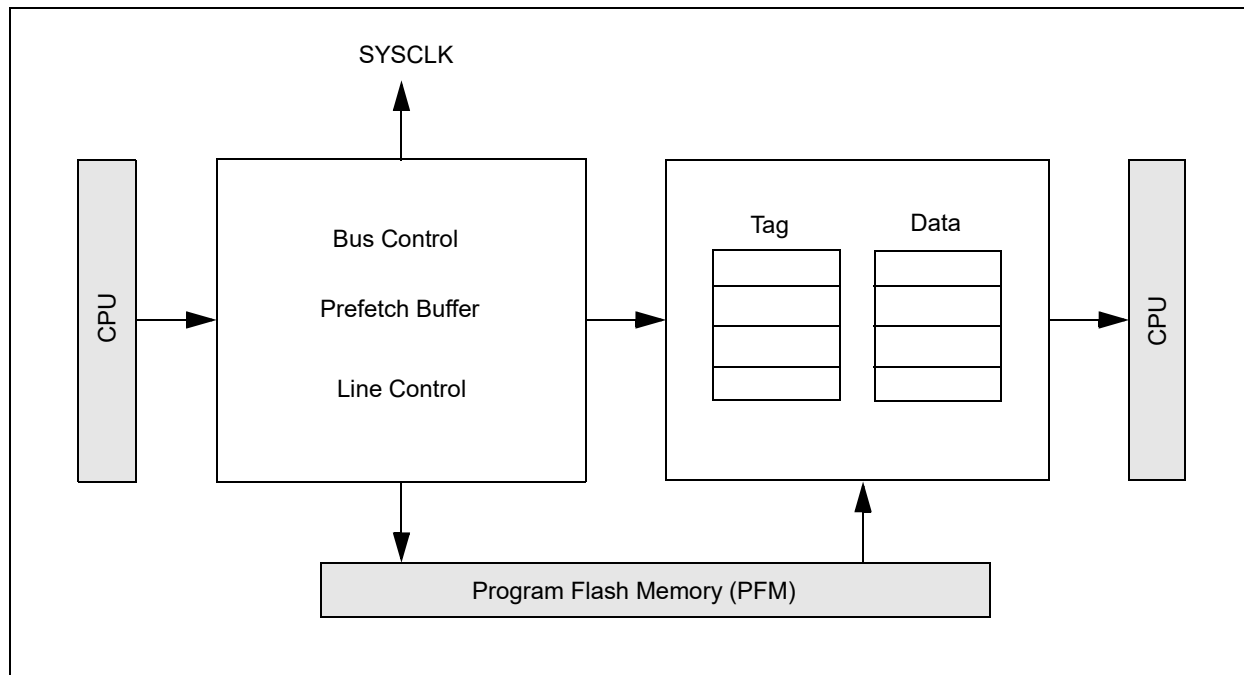 SYSCLK
CPU
Bus Control
Prefetch Buffer
Line Control
Tag
Data
CPU
Program Flash Memory (PFM)